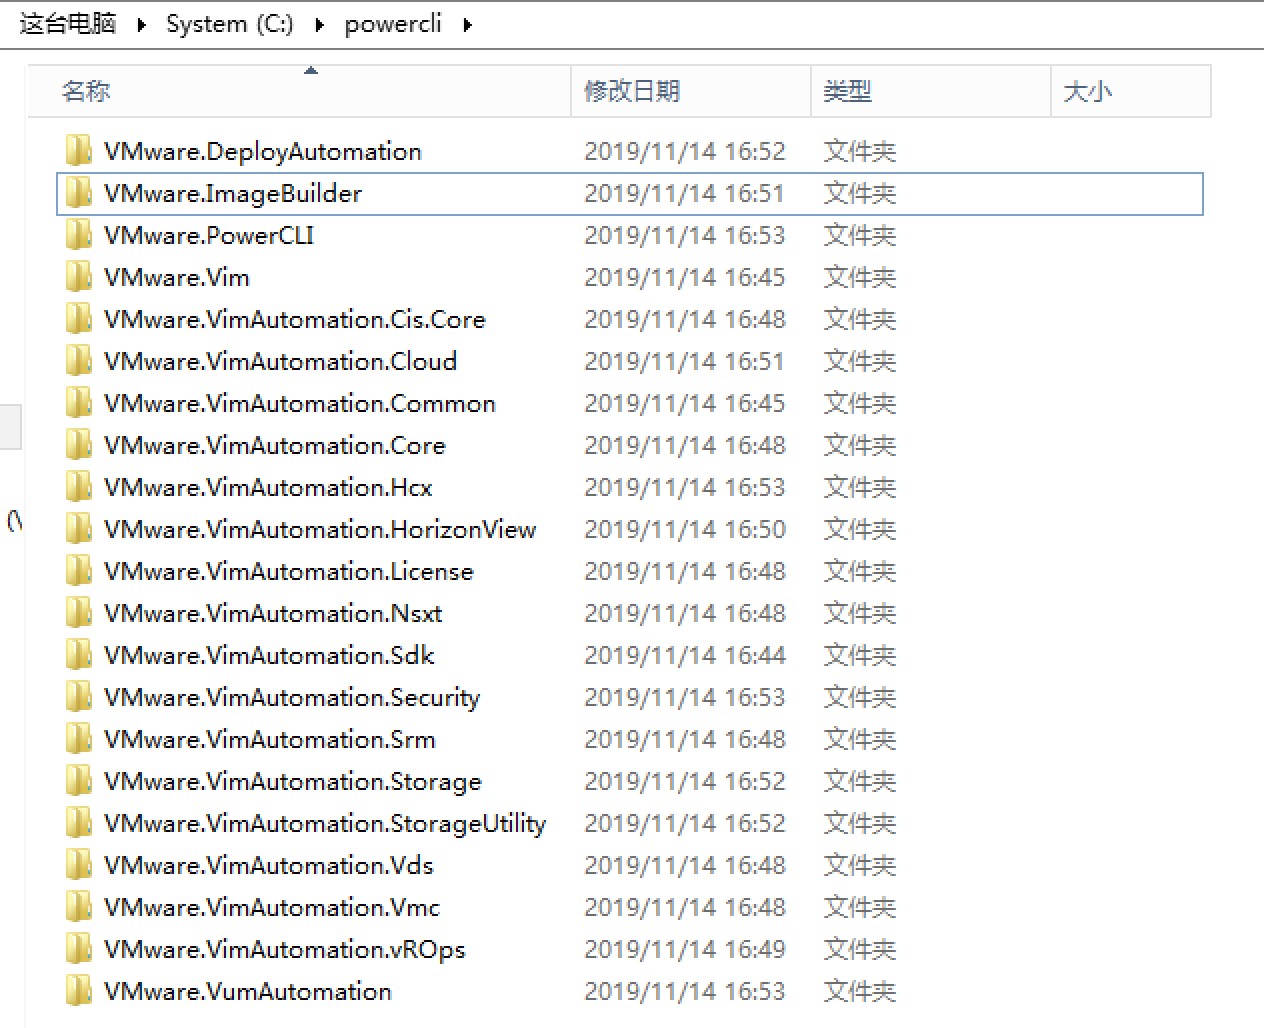 这台电脑 System (C:) powercli
名称 修改日期 类型 大小
VMware.DeployAutomation 2019/11/14 16:52 文件夹
VMware.ImageBuilder 2019/11/14 16:51 文件夹
VMware.PowerCLI 2019/11/14 16:53 文件夹
VMware.Vim 2019/11/14 16:45 文件夹
VMware.VimAutomation.Cis.Core 2019/11/14 16:48 文件夹
VMware.VimAutomation.Cloud 2019/11/14 16:51 文件夹
VMware.VimAutomation.Common 2019/11/14 16:45 文件夹
VMware.VimAutomation.Core 2019/11/14 16:48 文件夹
VMware.VimAutomation.Hcx 2019/11/14 16:53 文件夹
VMware.VimAutomation.HorizonView 2019/11/14 16:50 文件夹
VMware.VimAutomation.License 2019/11/14 16:48 文件夹
VMware.VimAutomation.Nsxt 2019/11/14 16:48 文件夹
VMware.VimAutomation.Sdk 2019/11/14 16:44 文件夹
VMware.VimAutomation.Security 2019/11/14 16:53 文件夹
VMware.VimAutomation.Srm 2019/11/14 16:48 文件夹
VMware.VimAutomation.Storage 2019/11/14 16:52 文件夹
VMware.VimAutomation.StorageUtility 2019/11/14 16:52 文件夹
VMware.VimAutomation.Vds 2019/11/14 16:48 文件夹
VMware.VimAutomation.Vmc 2019/11/14 16:48 文件夹
VMware.VimAutomation.vROps 2019/11/14 16:49 文件夹
VMware.VumAutomation 2019/11/14 16:53 文件夹